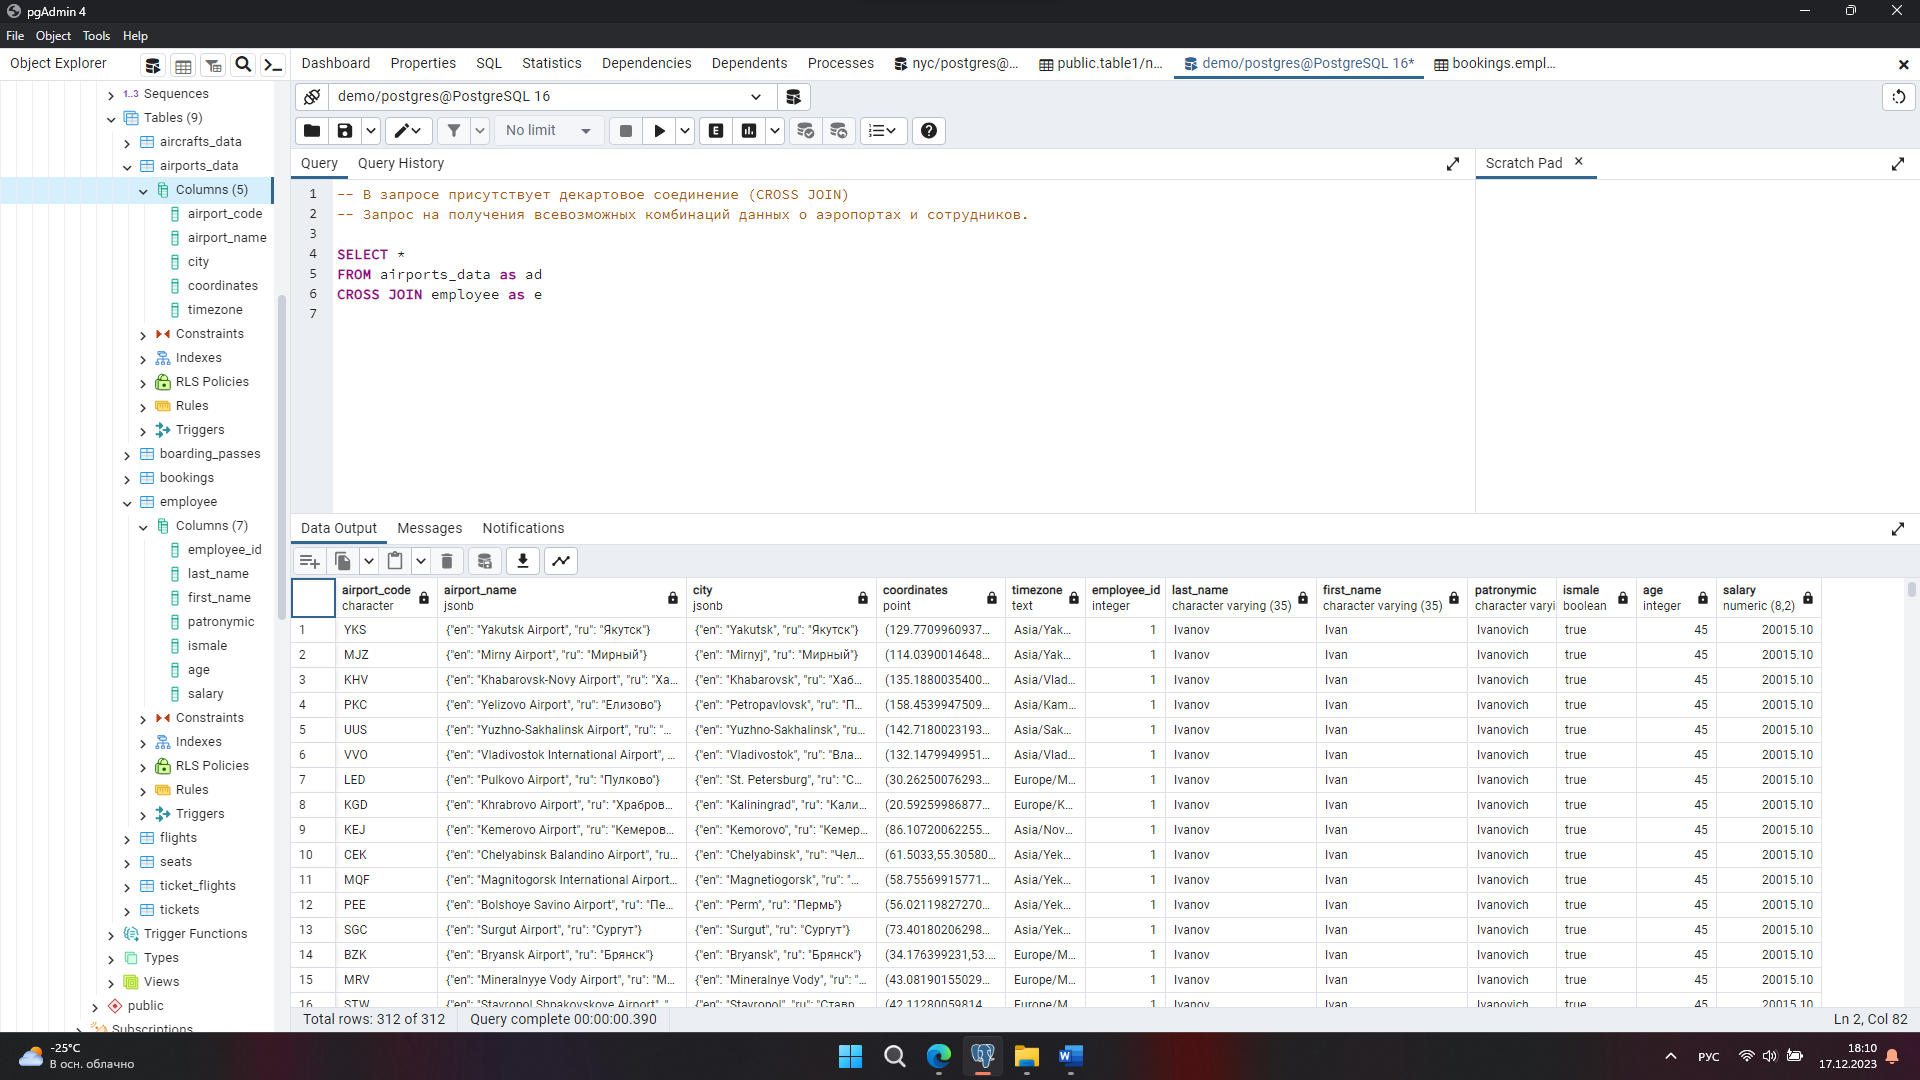 pgAdmin 4
File Object Tools Help
Object Explorer
Dashboard Properties SQL Statistics Dependencies Dependents Processes nyc/postgres@... public.table1/n... demo/postgres@PostgreSQL 16* bookings.empl...
1..3 Sequences
Tables (9)
aircrafts_data
airports_data
Columns (5)
airport_code
airport_name
city
coordinates
timezone
Constraints
Indexes
RLS Policies
Rules
Triggers
boarding_passes
bookings
employee
Columns (7)
employee_id
last_name
first_name
patronymic
ismale
age
salary
Constraints
Indexes
RLS Policies
Rules
Triggers
flights
seats
ticket_flights
tickets
Trigger Functions
Types
Views
public
Subscriptions
demo/postgres@PostgreSQL 16
No limit
E
Query Query History
Scratch Pad
1 -- В запросе присутствует декартовое соединение (CROSS JOIN)
2 -- Запрос на получения всевозможных комбинаций данных о аэропортах и сотрудников.
3
4 SELECT *
5 FROM airports_data as ad
6 CROSS JOIN employee as e
7
Data Output Messages Notifications
airport_code airport_name city coordinates timezone employee_id last_name first_name patronymic ismale age salary
character jsonb jsonb point text integer character varying (35) character varying (35) character varyi boolean integer numeric (8,2)
1 YKS {"en": "Yakutsk Airport", "ru": "Якутск"} {"en": "Yakutsk", "ru": "Якутск"} (129.7709960937... Asia/Yak... 1 Ivanov Ivan Ivanovich true 45 20015.10
2 MJZ {"en": "Mirny Airport", "ru": "Мирный"} {"en": "Mirnyj", "ru": "Мирный"} (114.0390014648... Asia/Yak... 1 Ivanov Ivan Ivanovich true 45 20015.10
3 KHV {"en": "Khabarovsk-Novy Airport", "ru": "Ха... {"en": "Khabarovsk", "ru": "Хаб... (135.1880035400... Asia/Vlad... 1 Ivanov Ivan Ivanovich true 45 20015.10
4 PKC {"en": "Yelizovo Airport", "ru": "Елизово"} {"en": "Petropavlovsk", "ru": "П... (158.4539947509... Asia/Kam... 1 Ivanov Ivan Ivanovich true 45 20015.10
5 UUS {"en": "Yuzhno-Sakhalinsk Airport", "ru": "... {"en": "Yuzhno-Sakhalinsk", "ru... (142.7180023193... Asia/Sak... 1 Ivanov Ivan Ivanovich true 45 20015.10
6 VVO {"en": "Vladivostok International Airport", ... {"en": "Vladivostok", "ru": "Вла... (132.1479949951... Asia/Vlad... 1 Ivanov Ivan Ivanovich true 45 20015.10
7 LED {"en": "Pulkovo Airport", "ru": "Пулково"} {"en": "St. Petersburg", "ru": "С... (30.26250076293... Europe/M... 1 Ivanov Ivan Ivanovich true 45 20015.10
8 KGD {"en": "Khrabrovo Airport", "ru": "Храбров... {"en": "Kaliningrad", "ru": "Кали... (20.59259986877... Europe/K... 1 Ivanov Ivan Ivanovich true 45 20015.10
9 KEJ {"en": "Kemerovo Airport", "ru": "Кемеров... {"en": "Kemorovo", "ru": "Кемер... (86.10720062255... Asia/Nov... 1 Ivanov Ivan Ivanovich true 45 20015.10
10 CEK {"en": "Chelyabinsk Balandino Airport", "ru... {"en": "Chelyabinsk", "ru": "Чел... (61.5033,55.30580... Asia/Yek... 1 Ivanov Ivan Ivanovich true 45 20015.10
11 MQF {"en": "Magnitogorsk International Airport... {"en": "Magnetiogorsk", "ru": "... (58.75569915771... Asia/Yek... 1 Ivanov Ivan Ivanovich true 45 20015.10
12 PEE {"en": "Bolshoye Savino Airport", "ru": "Пе... {"en": "Perm", "ru": "Пермь"} (56.02119827270... Asia/Yek... 1 Ivanov Ivan Ivanovich true 45 20015.10
13 SGC {"en": "Surgut Airport", "ru": "Сургут"} {"en": "Surgut", "ru": "Сургут"} (73.40180206298... Asia/Yek... 1 Ivanov Ivan Ivanovich true 45 20015.10
14 BZK {"en": "Bryansk Airport", "ru": "Брянск"} {"en": "Bryansk", "ru": "Брянск"} (34.176399231,53.... Europe/M... 1 Ivanov Ivan Ivanovich true 45 20015.10
15 MRV {"en": "Mineralnyye Vody Airport", "ru": "М... {"en": "Mineralnye Vody", "ru": "... (43.08190155029... Europe/M... 1 Ivanov Ivan Ivanovich true 45 20015.10
16 STW {"en": "Stavropol Shpakovskoye Airport", "... {"en": "Stavropol", "ru": "Ставр... (42.11280059814... Europe/M... 1 Ivanov Ivan Ivanovich true 45 20015.10
Total rows: 312 of 312 Query complete 00:00:00.390 Ln 2, Col 82
-25°C
В осн. облачно
РУС
18:10
17.12.2023